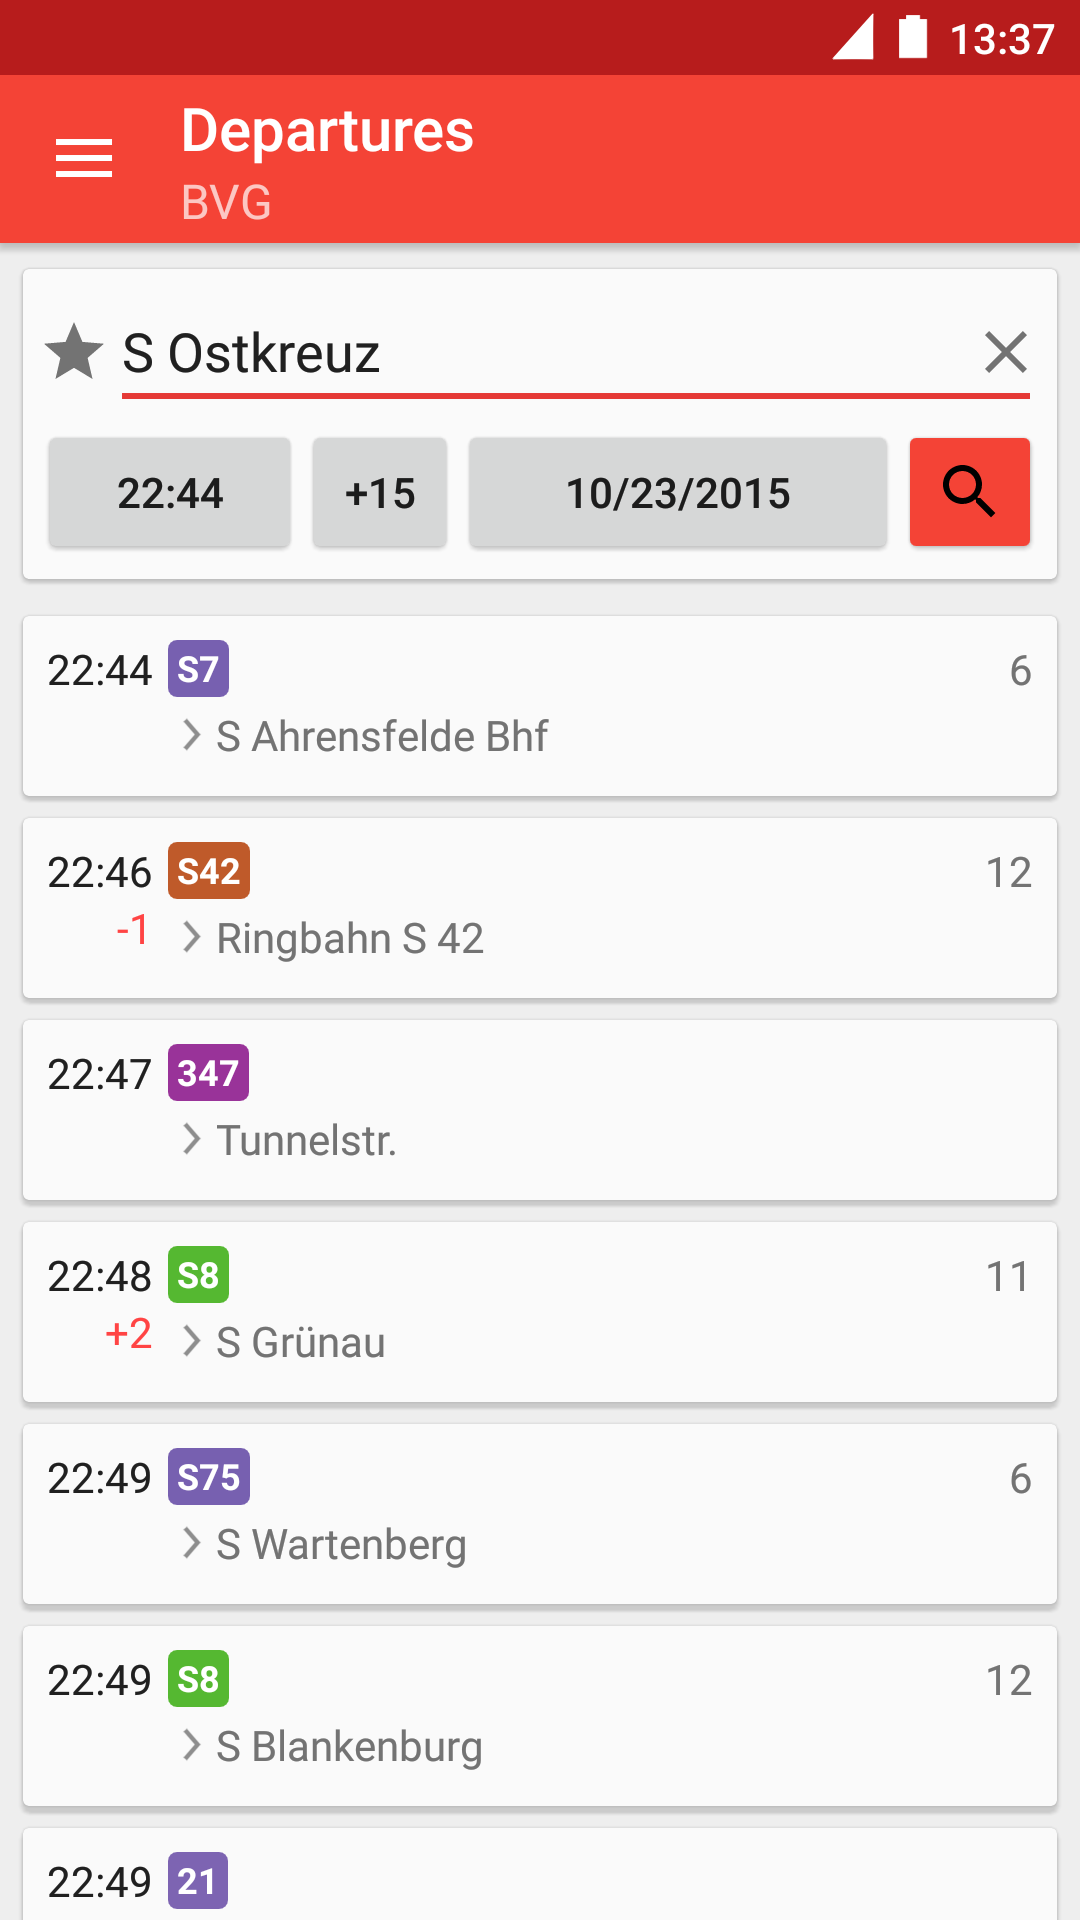 13:37
Departures
BVG
S Ostkreuz
22:44 +15 10/23/2015
22:44 S7 6
S Ahrensfelde Bhf
22:46 S42 12
-1 Ringbahn S 42
22:47 347
Tunnelstr.
22:48 S8 11
+2 S Grünau
22:49 S75 6
S Wartenberg
22:49 S8 12
S Blankenburg
22:49 21